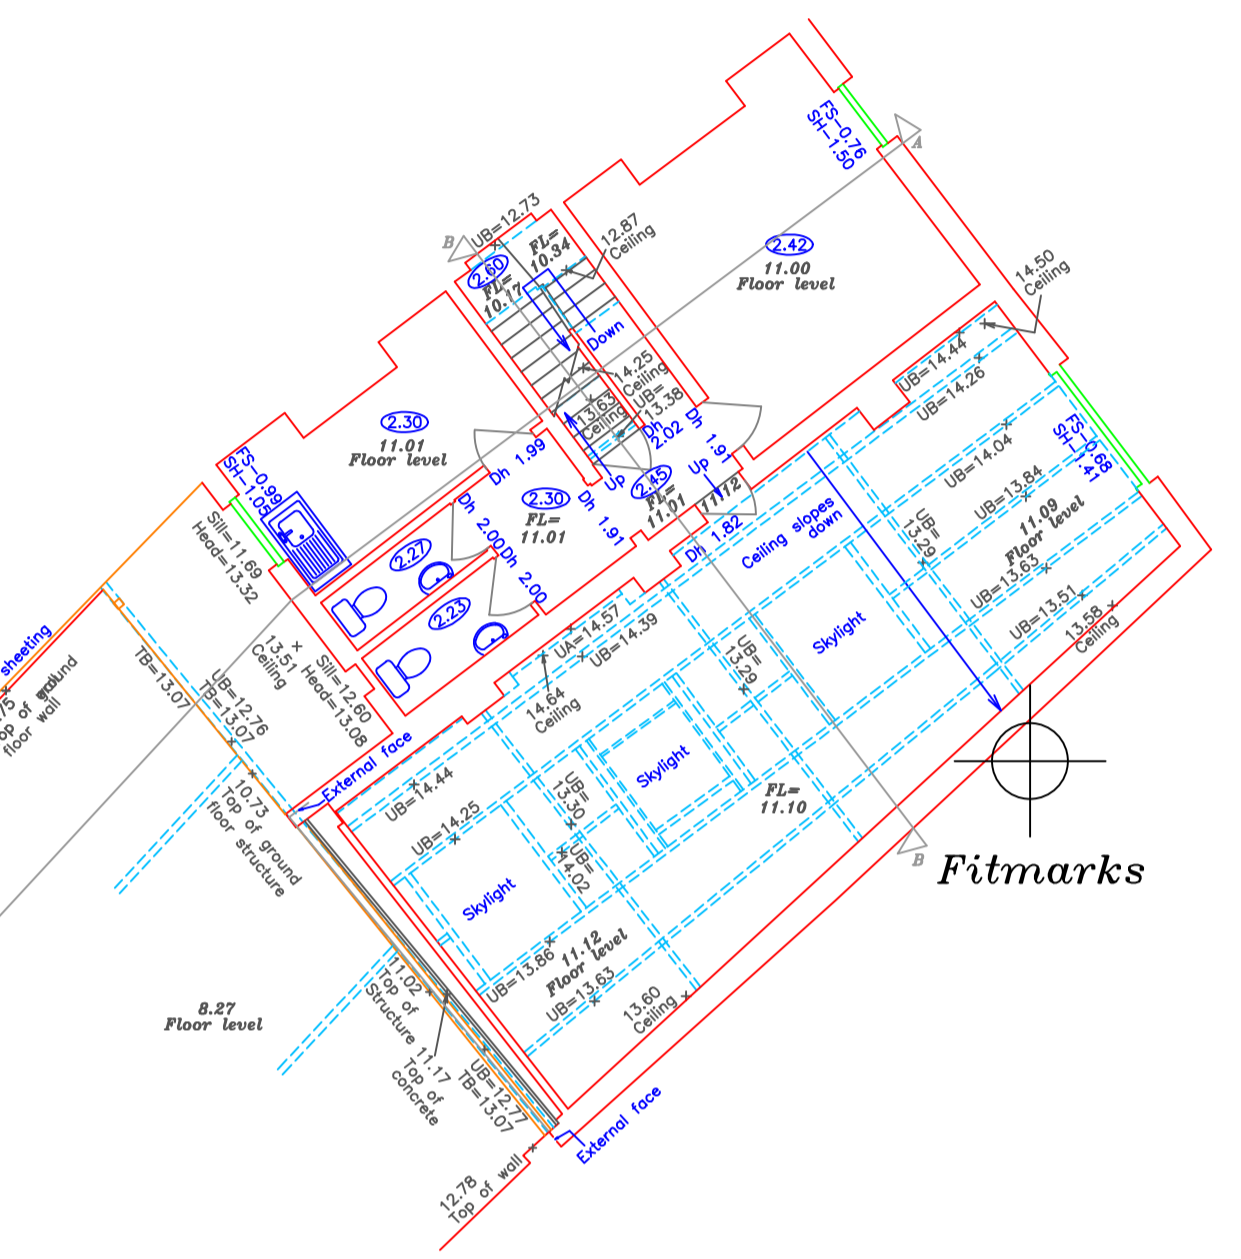 FS-0.76
SH-1.50
A
UB=12.73
B
2.60
FL=
10.34
FL=
10.17
12.87
Ceiling
2.42
11.00
Floor level
14.50
Ceiling
Down
14.25
Ceiling
UB=
13.38
13.63
Ceiling
Dh
2.02
Dh 1.91
UB=14.44
UB=14.26
2.30
11.01
Floor level
Dh 1.99
FS-0.99
SH-1.05
2.30
FL=
11.01
Up
Dh 1.91
2.45
FL=
11.01
Up
11.12
Dh 1.82
Ceiling slopes
down
UB=14.04
UB=13.84
FS-0.68
SH-1.41
11.09
Floor level
UB=
13.29
UB=13.63
UB=13.51
13.58
Ceiling
Sill=11.69
Head=13.32
Dh 2.00
Dh 2.00
2.27
2.23
UA=14.57
UB=14.39
14.64
Ceiling
UB=
13.29
Skylight
sheeting
Top of ground
floor
wall
TB=13.07
UB=12.76
TB=13.07
13.51
Ceiling
Sill=12.60
Head=13.08
External face
10.73
Top of ground
floor structure
UB=14.44
UB=14.25
UB=
13.30
UB=
14.02
Skylight
FL=
11.10
B
Fitmarks
Skylight
11.12
Floor level
UB=13.86
UB=13.63
13.60
Ceiling
8.27
Floor level
11.02
Top of
Structure
11.17
Top of
concrete
UB=12.77
TB=13.07
External face
12.78
Top of wall